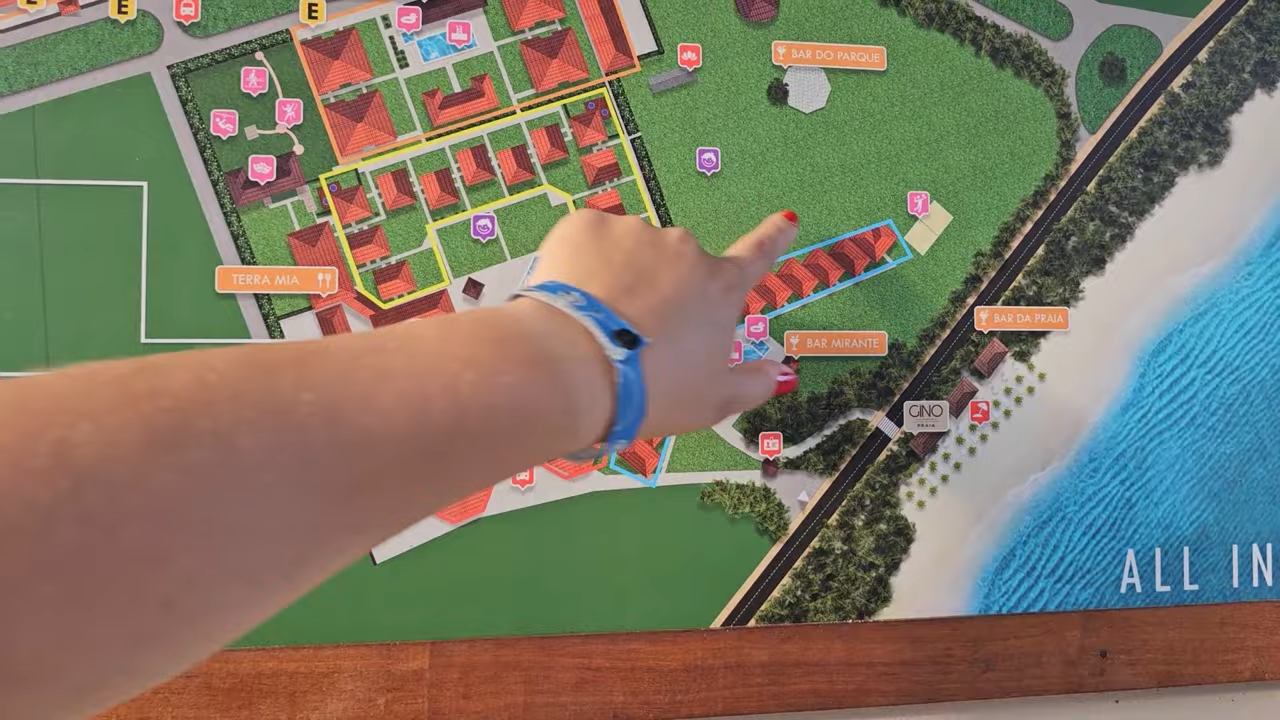 E
E
E
BAR DO PARQUE
TERRA MIA
BAR DA PRAIA
BAR MIRANTE
GINO
PRAIA
ALL IN